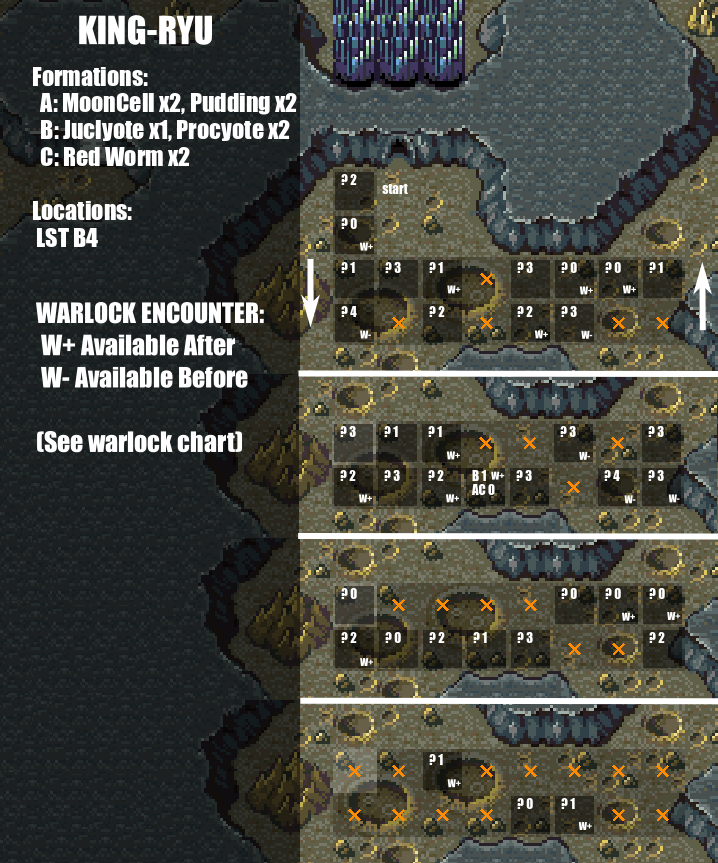 KING-RYU
Formations:
A: MoonCell x2, Pudding x2
B: Juclyote x1, Procyote x2
C: Red Worm x2
Locations:
LST B4
WARLOCK ENCOUNTER:
W+ Available After
W- Available Before
(See warlock chart)
?2 start
?0 W+
?1 ?3 ?1 W+ ?3 ?0 W+ ?0 W+ ?1
?4 W- ?2 ?2 W+ ?3 W-
?3 ?1 ?1 W+ ?3 W- ?3
?2 W+ ?3 ?2 W+ B1 W+ ?3 ?4 W- ?3 W-
AC0
?0 ?0 ?0 W+ ?0 W+
?2 W+ ?0 ?2 ?1 ?3 ?2
?1 W+
?0 ?1 W+